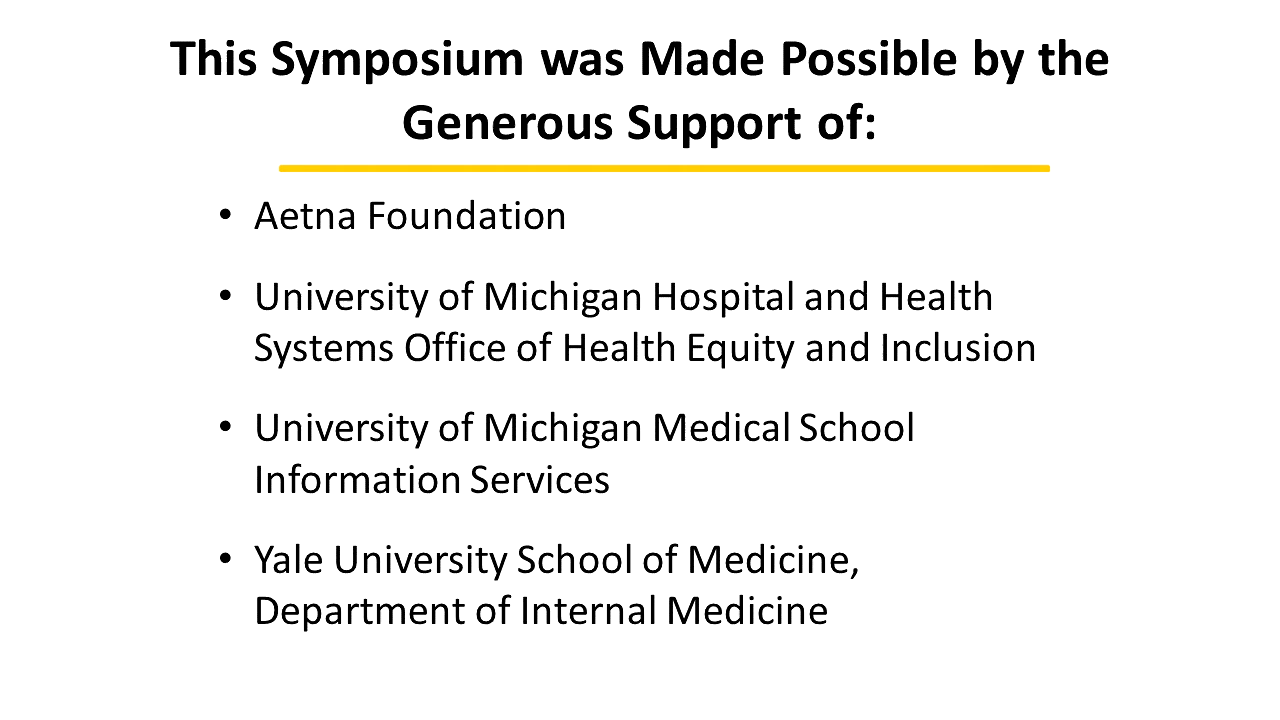 This Symposium was Made Possible by the
Generous Support of:
• Aetna Foundation
• University of Michigan Hospital and Health
Systems Office of Health Equity and Inclusion
• University of Michigan Medical School
Information Services
• Yale University School of Medicine,
Department of Internal Medicine